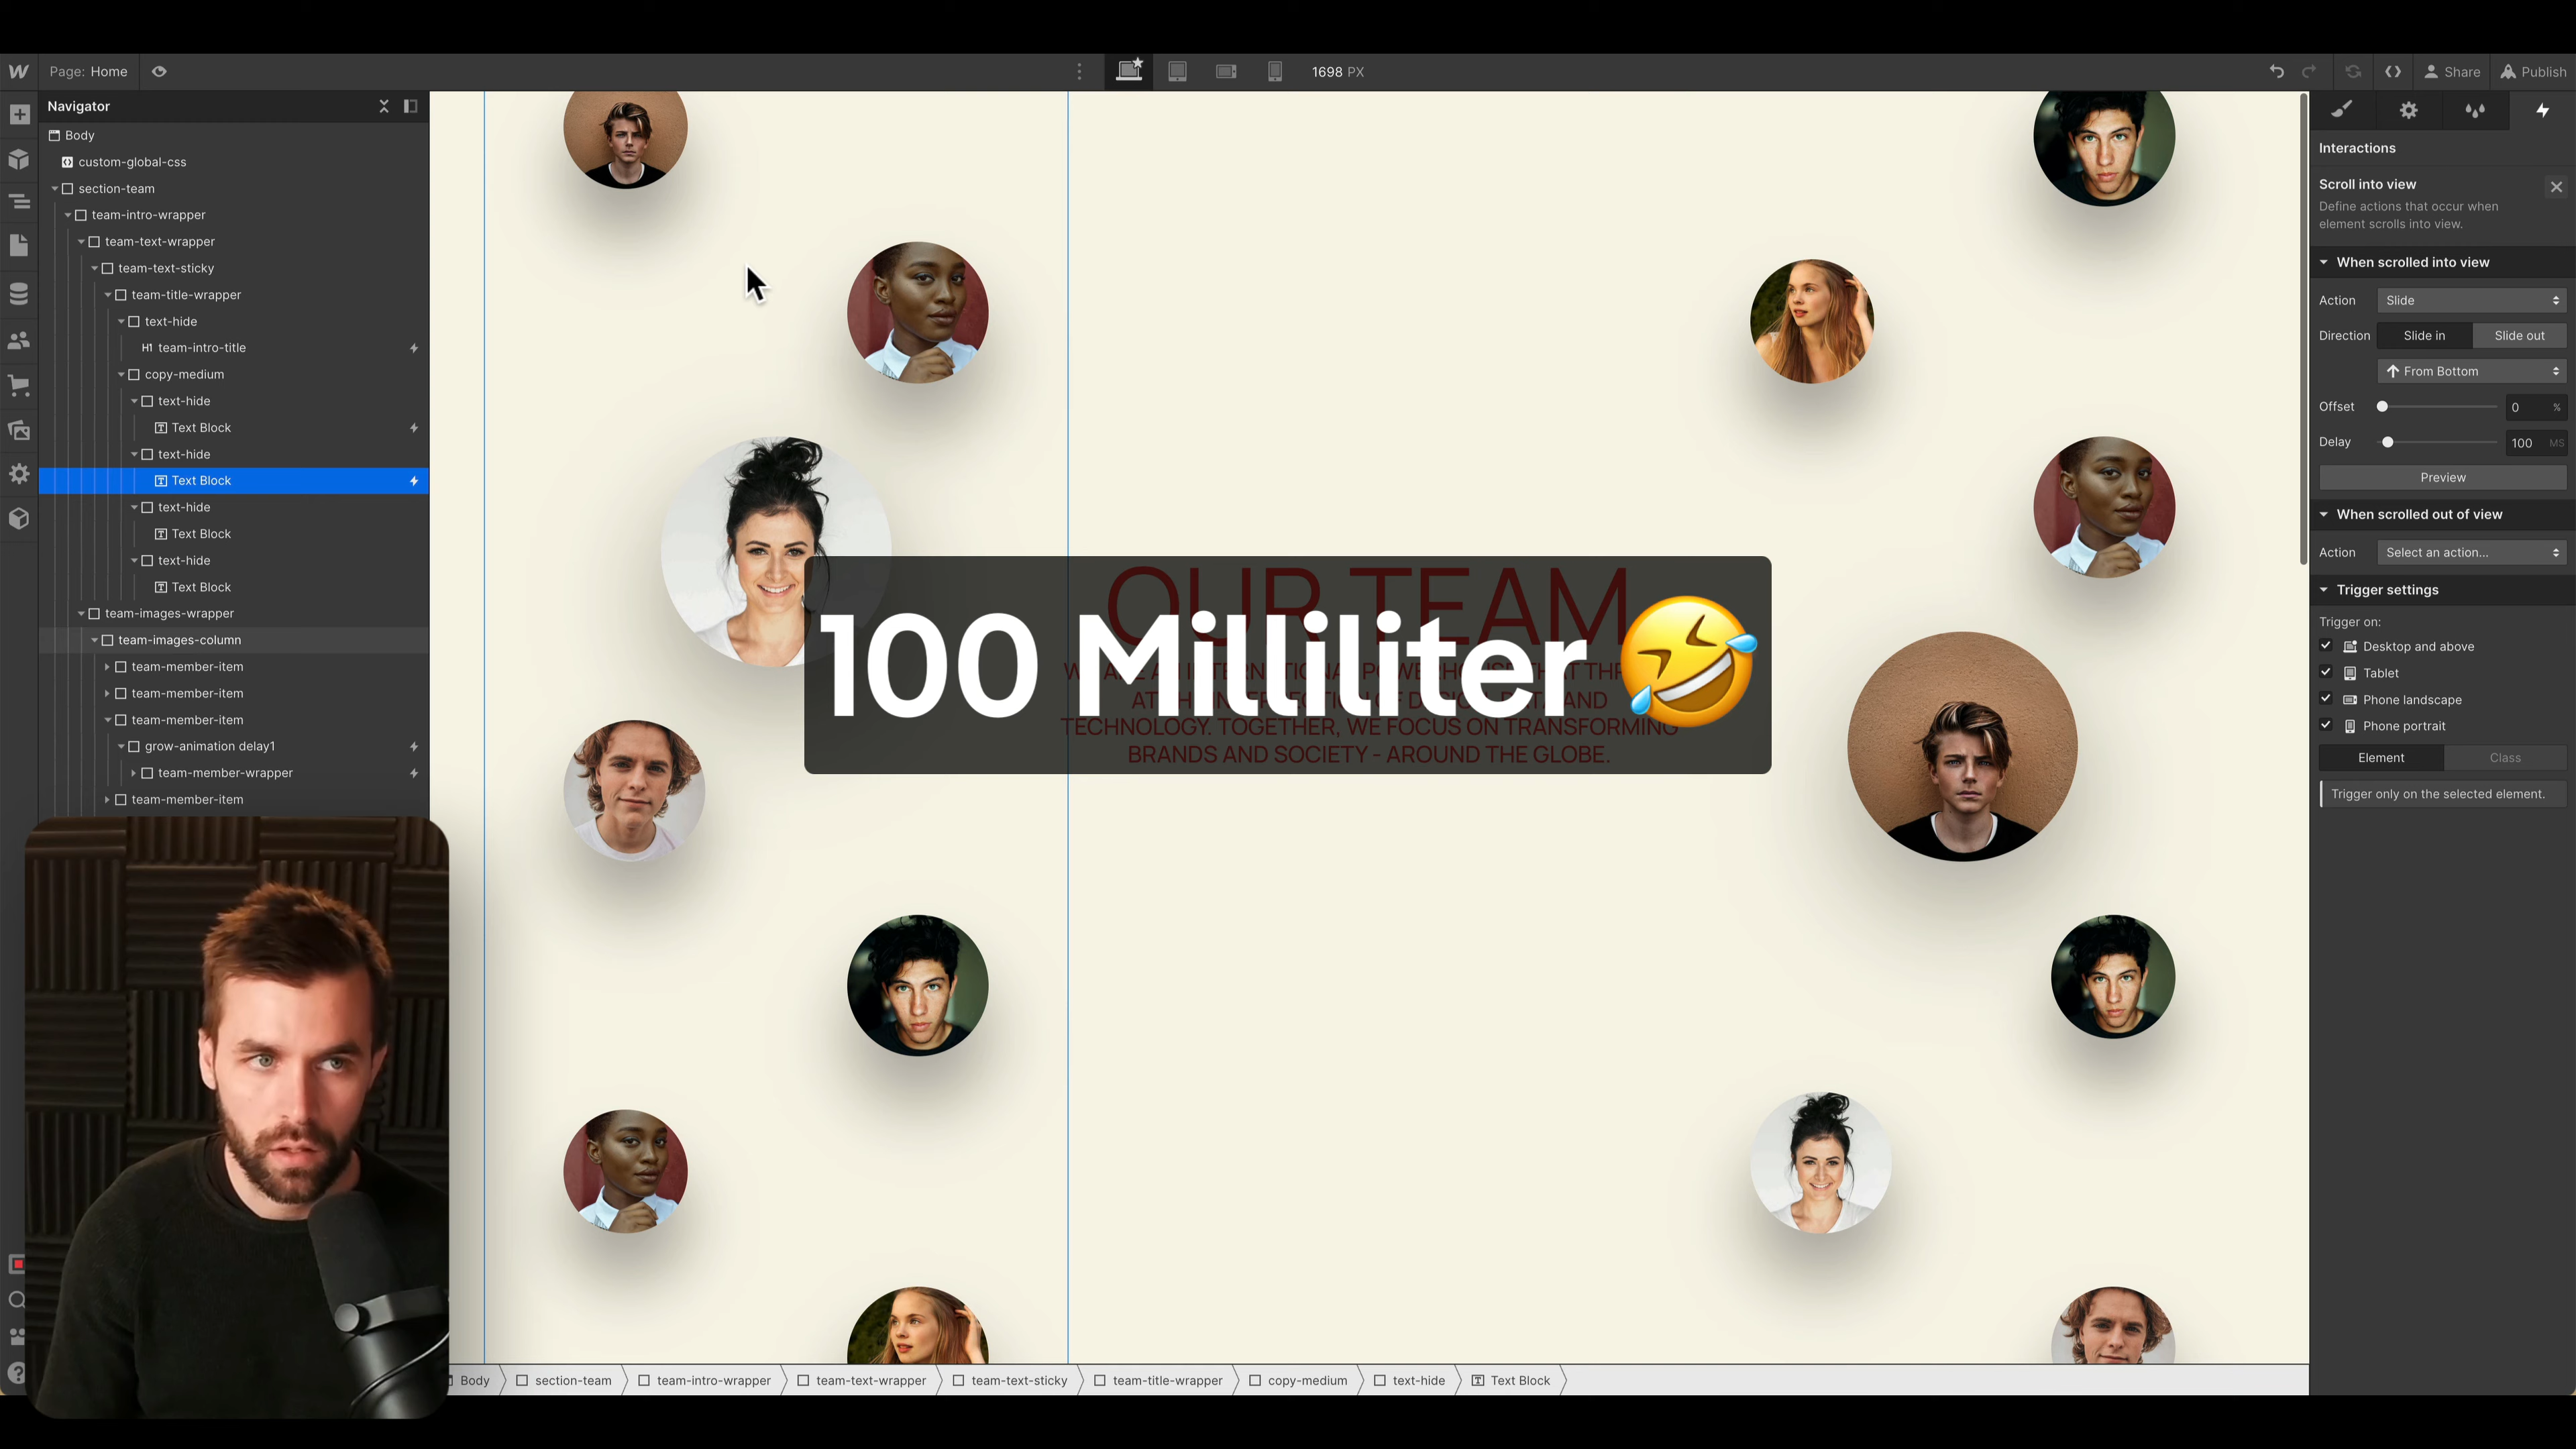 Page: Home
1698 PX
Share
Publish
Navigator
Body
custom-global-css
section-team
team-intro-wrapper
team-text-wrapper
team-text-sticky
team-title-wrapper
text-hide
H1 team-intro-title
copy-medium
text-hide
Text Block
text-hide
Text Block
text-hide
Text Block
text-hide
Text Block
team-images-wrapper
team-images-column
team-member-item
team-member-item
team-member-item
grow-animation delay1
team-member-wrapper
team-member-item
OUR TEAM
100 Milliliter 🤣
TECHNOLOGY. TOGETHER, WE FOCUS ON TRANSFORMING
BRANDS AND SOCIETY - AROUND THE GLOBE.
Interactions
Scroll into view
Define actions that occur when
element scrolls into view.
When scrolled into view
Action Slide
Direction Slide in Slide out
From Bottom
Offset 0 %
Delay 100 MS
Preview
When scrolled out of view
Action Select an action...
Trigger settings
Trigger on:
Desktop and above
Tablet
Phone landscape
Phone portrait
Element Class
Trigger only on the selected element.
Body section-team team-intro-wrapper team-text-wrapper team-text-sticky team-title-wrapper copy-medium text-hide Text Block